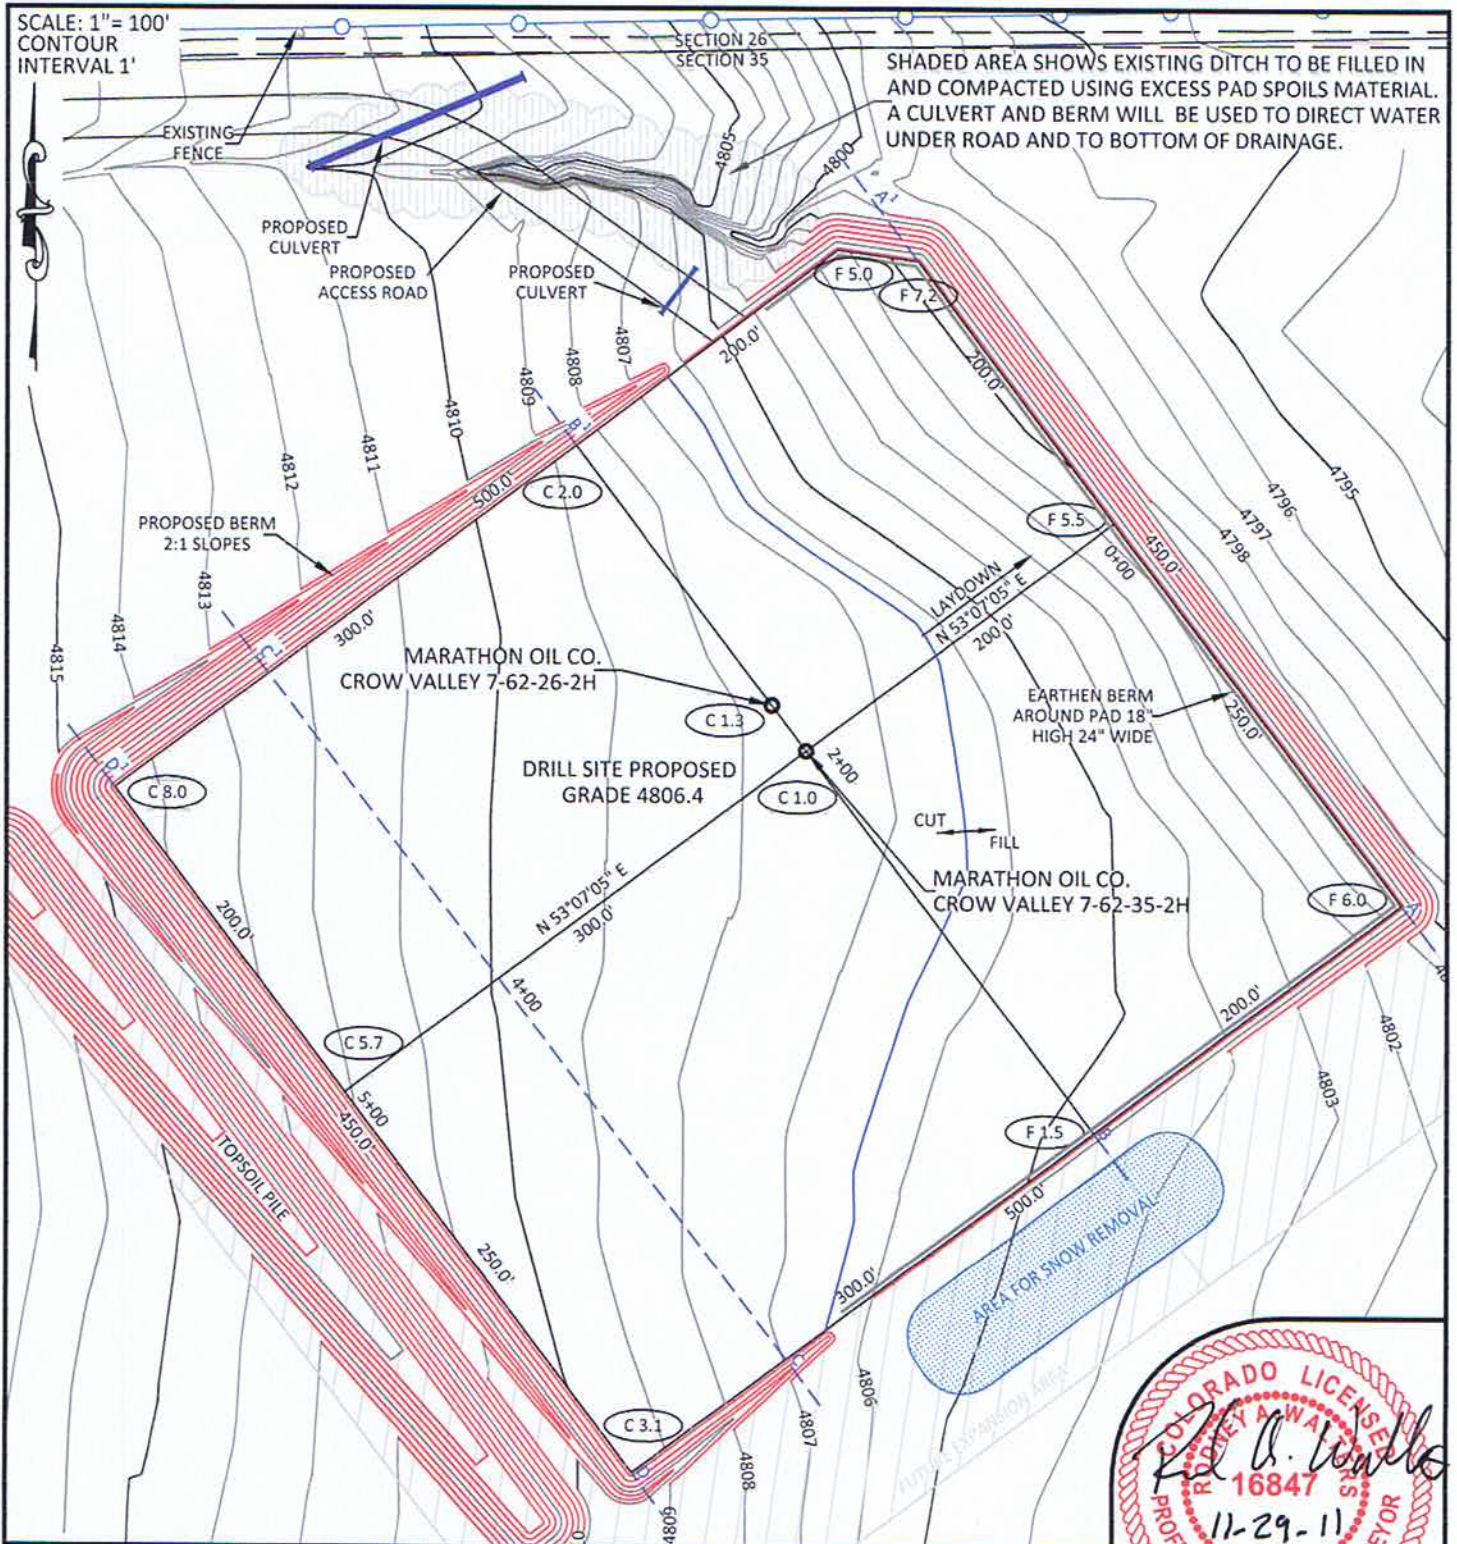 SCALE: 1"= 100'
CONTOUR
INTERVAL 1'
SECTION 26
SECTION 35
SHADED AREA SHOWS EXISTING DITCH TO BE FILLED IN
AND COMPACTED USING EXCESS PAD SPOILS MATERIAL.
A CULVERT AND BERM WILL BE USED TO DIRECT WATER
UNDER ROAD AND TO BOTTOM OF DRAINAGE.
EXISTING
FENCE
4805
4800
A'
PROPOSED
CULVERT
PROPOSED
ACCESS ROAD
PROPOSED
CULVERT
F 5.0
F 7.2
200.0'
200.0'
4807
4808
4809
4810
4811
4812
4813
4814
4815
B'
500.0'
C 2.0
4795
4796
4797
4798
PROPOSED BERM
2:1 SLOPES
F 5.5
0+00
450.0'
LAYDOWN
N 53°07'05" E
200.0'
300.0'
C'
MARATHON OIL CO.
CROW VALLEY 7-62-26-2H
C 1.3
EARTHEN BERM
AROUND PAD 18"
HIGH 24" WIDE
250.0'
D'
C 8.0
DRILL SITE PROPOSED
GRADE 4806.4
2+00
C 1.0
CUT
FILL
MARATHON OIL CO.
CROW VALLEY 7-62-35-2H
F 6.0
A
200.0'
N 53°07'05" E
300.0'
4+00
C 5.7
5+00
450.0'
200.0'
4802
4803
F 1.5
B
500.0'
TOPSOIL PILE
AREA FOR SNOW REMOVAL
250.0'
300.0'
C
4806
4807
4808
4809
C 3.1
D
FUTURE EXPANSION AREA
COLORADO LICENSED
RODNEY A WALTERS
16847
11-29-11